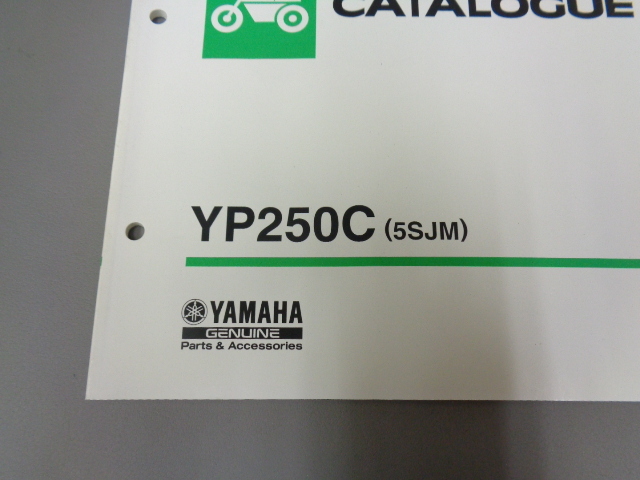 CATALOGUE
YP250C (5SJM)
YAMAHA
GENUINE
Parts & Accessories